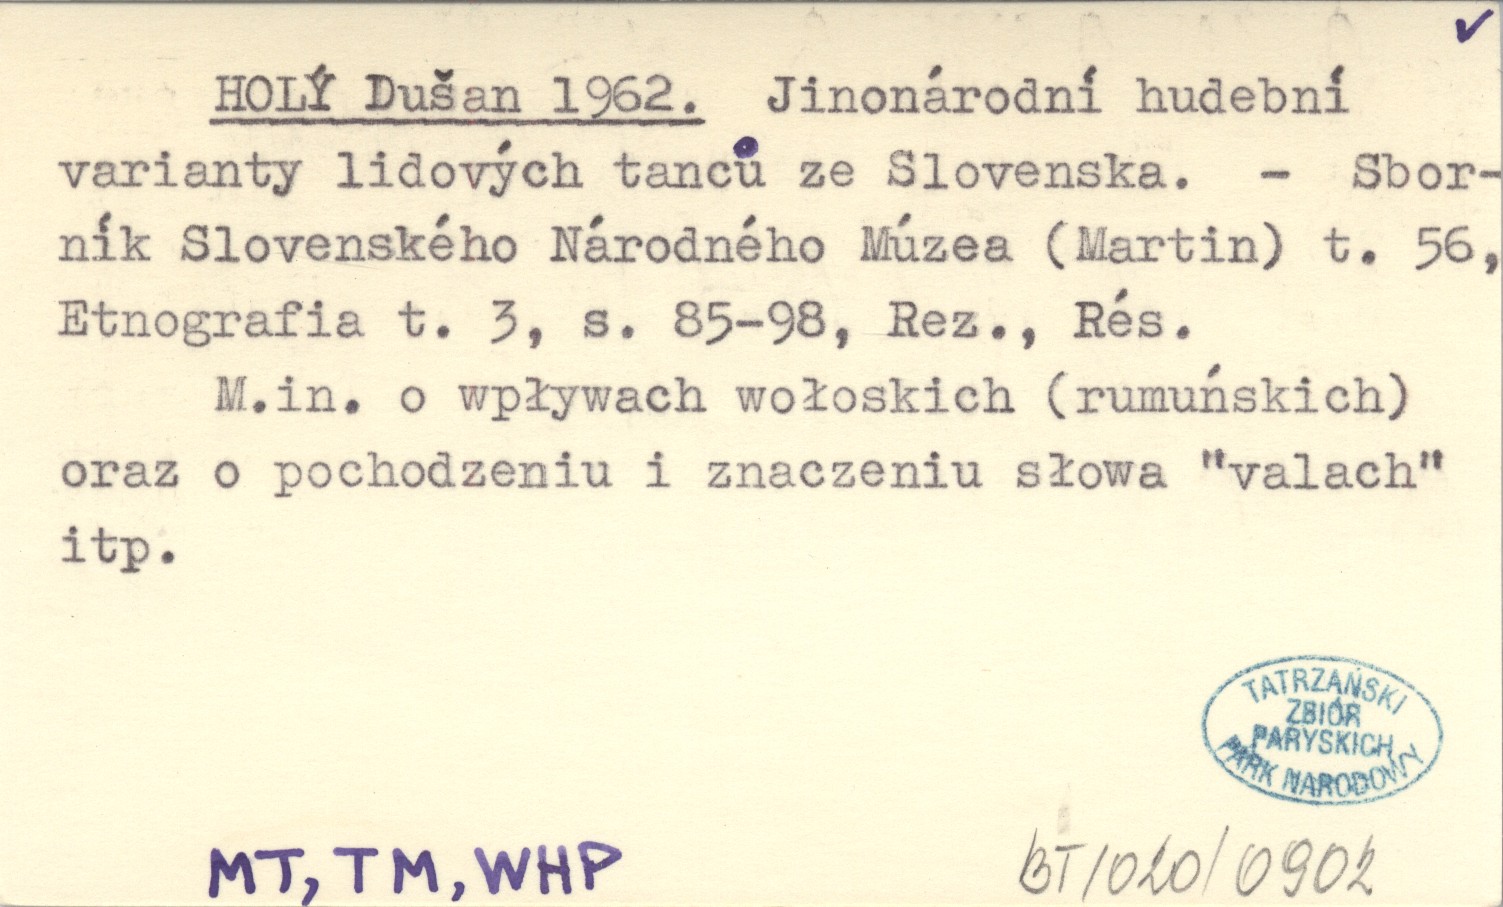 ✓
HOLÝ Dušan 1962. Jinonárodní hudební
varianty lidových tanců ze Slovenska. - Sbor-
ník Slovenského Národného Múzea (Martin) t. 56,
Etnografia t. 3, s. 85-98, Rez., Rés.
M.in. o wpływach wołoskich (rumuńskich)
oraz o pochodzeniu i znaczeniu słowa "valach"
itp.
TATRZAŃSKI
ZBIÓR
PARYSKICH
PARK NARODOWY
MT, TM, WHP
BT/020/0902